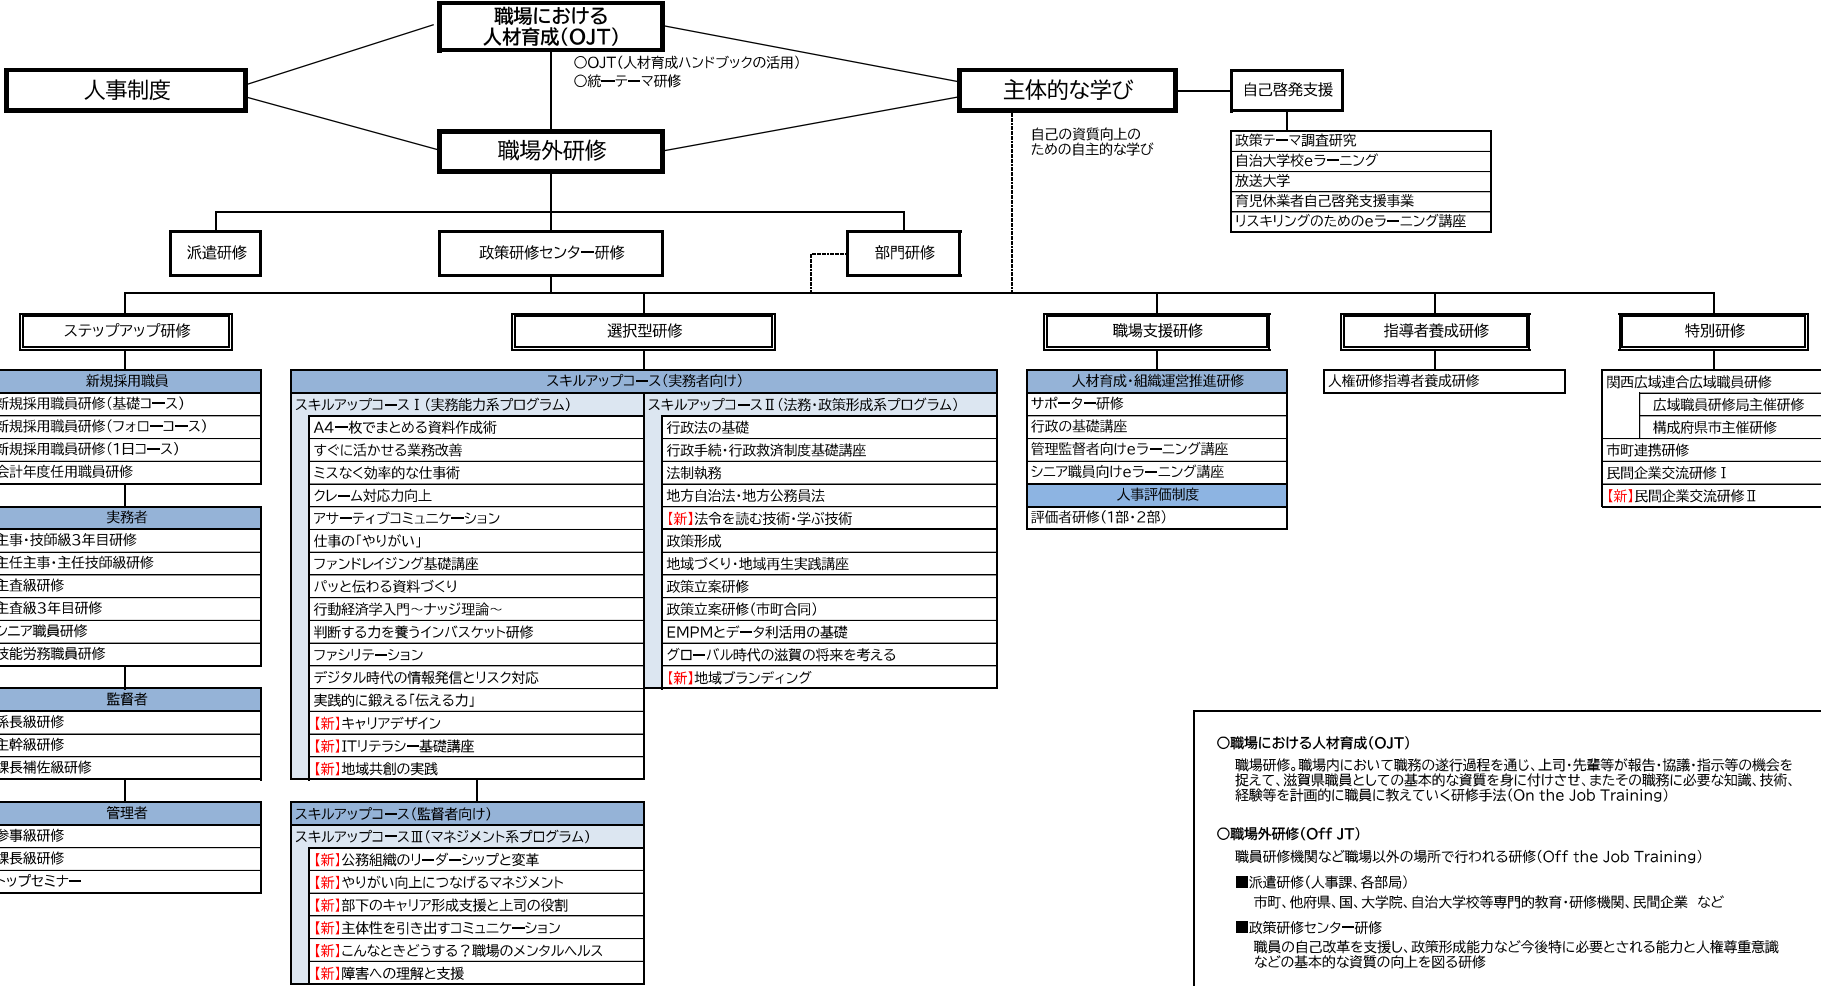 職場における
人材育成（OJT）
〇OJT（人材育成ハンドブックの活用）
〇統一テーマ研修
人事制度
主体的な学び
自己啓発支援
職場外研修
自己の資質向上の
ための自主的な学び
政策テーマ調査研究
自治大学校eラーニング
放送大学
育児休業者自己啓発支援事業
リスキリングのためのeラーニング講座
派遣研修
政策研修センター研修
部門研修
ステップアップ研修
選択型研修
職場支援研修
指導者養成研修
特別研修
新規採用職員
新規採用職員研修（基礎コース）
新規採用職員研修（フォローコース）
新規採用職員研修（1日コース）
会計年度任用職員研修
実務者
主事・技師級3年目研修
主任主事・主任技師級研修
主査級研修
主査級3年目研修
シニア職員研修
技能労務職員研修
監督者
係長級研修
主幹級研修
課長補佐級研修
管理者
参事級研修
課長級研修
トップセミナー
スキルアップコース（実務者向け）
スキルアップコースⅠ（実務能力系プログラム）
A4一枚でまとめる資料作成術
すぐに活かせる業務改善
ミスなく効率的な仕事術
クレーム対応力向上
アサーティブコミュニケーション
仕事の「やりがい」
ファンドレイジング基礎講座
パッと伝わる資料づくり
行動経済学入門～ナッジ理論～
判断する力を養うインバスケット研修
ファシリテーション
デジタル時代の情報発信とリスク対応
実践的に鍛える「伝える力」
【新】キャリアデザイン
【新】ITリテラシー基礎講座
【新】地域共創の実践
スキルアップコースⅡ（法務・政策形成系プログラム）
行政法の基礎
行政手続・行政救済制度基礎講座
法制執務
地方自治法・地方公務員法
【新】法令を読む技術・学ぶ技術
政策形成
地域づくり・地域再生実践講座
政策立案研修
政策立案研修（市町合同）
EMPMとデータ利活用の基礎
グローバル時代の滋賀の将来を考える
【新】地域ブランディング
スキルアップコース（監督者向け）
スキルアップコースⅢ（マネジメント系プログラム）
【新】公務組織のリーダーシップと変革
【新】やりがい向上につなげるマネジメント
【新】部下のキャリア形成支援と上司の役割
【新】主体性を引き出すコミュニケーション
【新】こんなときどうする？職場のメンタルヘルス
【新】障害への理解と支援
人材育成・組織運営推進研修
サポーター研修
行政の基礎講座
管理監督者向けeラーニング講座
シニア職員向けeラーニング講座
人事評価制度
評価者研修（1部・2部）
人権研修指導者養成研修
関西広域連合広域職員研修
広域職員研修局主催研修
構成府県市主催研修
市町連携研修
民間企業交流研修Ⅰ
【新】民間企業交流研修Ⅱ
〇職場における人材育成（OJT）
職場研修。職場内において職務の遂行過程を通じ、上司・先輩等が報告・協議・指示等の機会を
捉えて、滋賀県職員としての基本的な資質を身に付けさせ、またその職務に必要な知識、技術、
経験等を計画的に職員に教えていく研修手法（On the Job Training）
〇職場外研修（Off JT）
職員研修機関など職場以外の場所で行われる研修（Off the Job Training）
■派遣研修（人事課、各部局）
市町、他府県、国、大学院、自治大学校等専門的教育・研修機関、民間企業　など
■政策研修センター研修
職員の自己改革を支援し、政策形成能力など今後特に必要とされる能力と人権尊重意識
などの基本的な資質の向上を図る研修